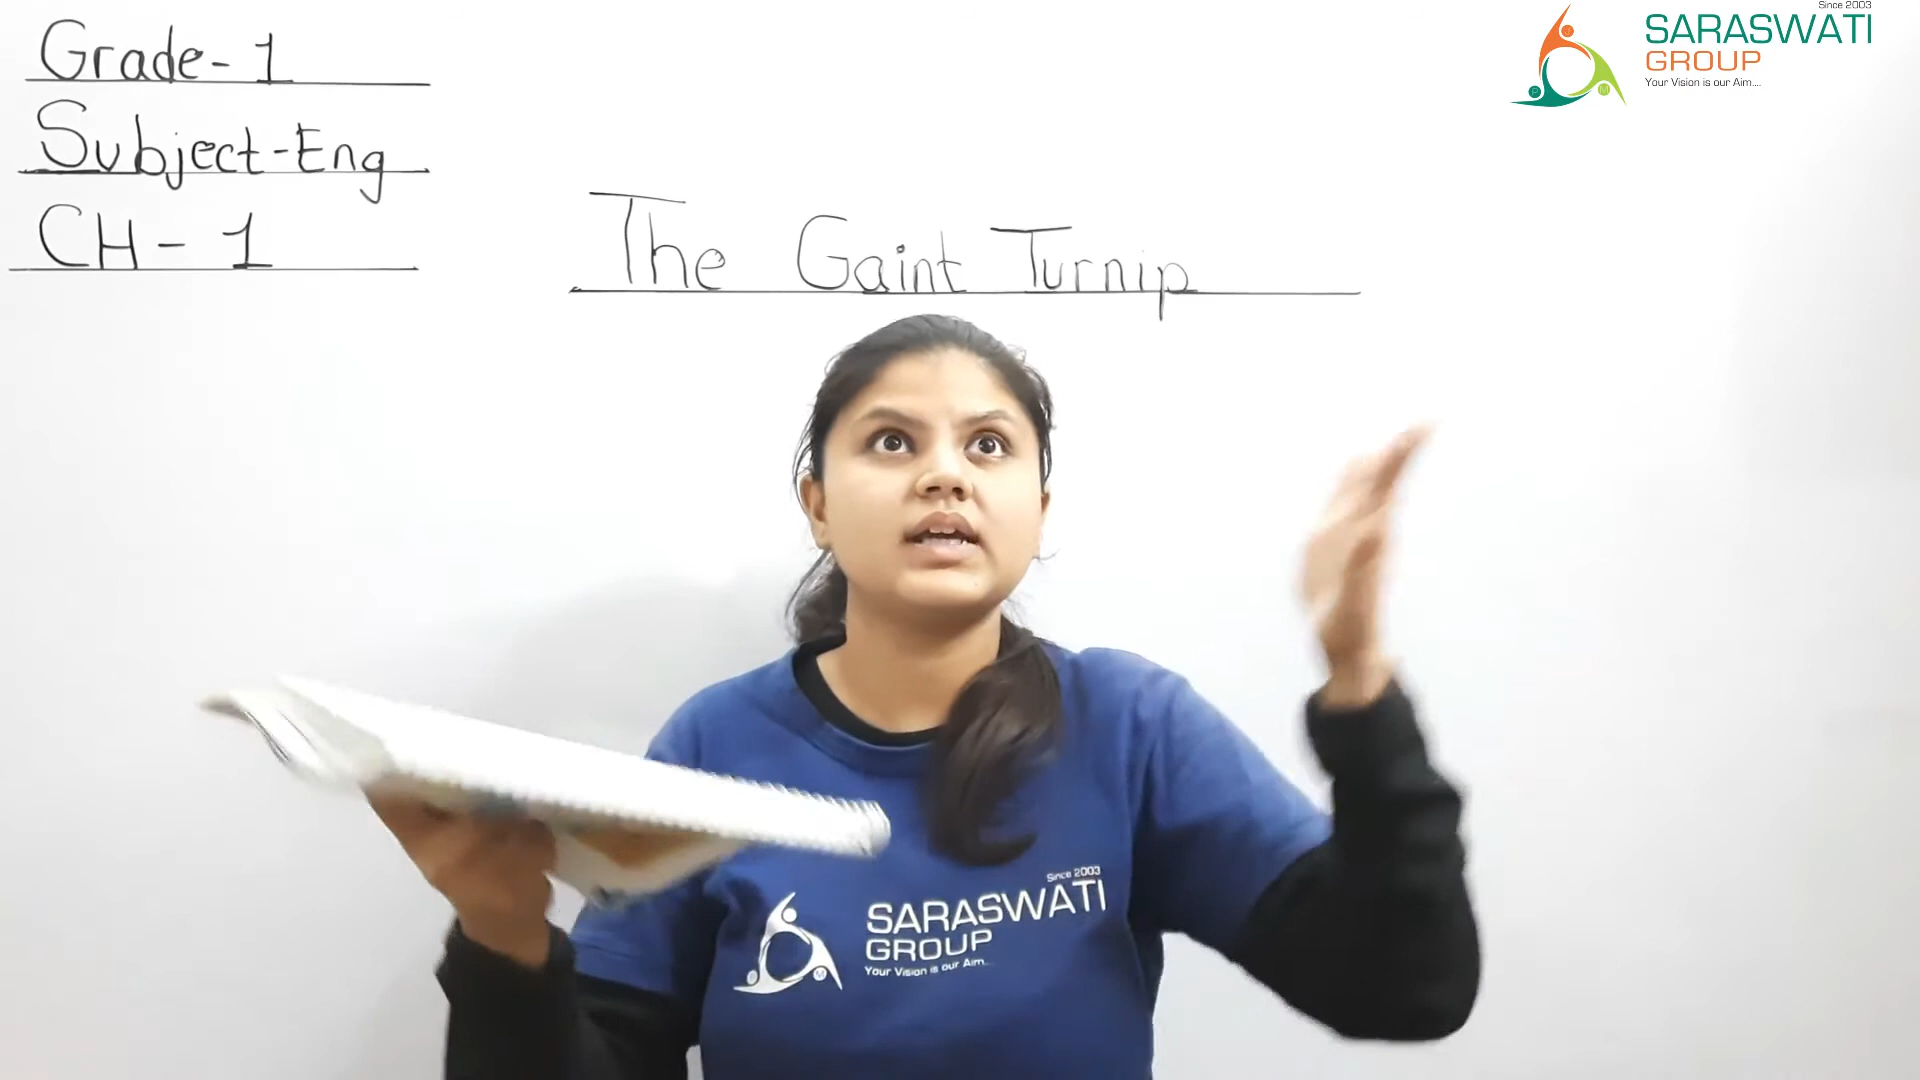 Grade-1
Subject-Eng
CH-1
The Gaint Turnip
Since 2003
SARASWATI
GROUP
Your Vision is our Aim....
P
M
Since 2003
SARASWATI
GROUP
Your Vision is our Aim...
P
M